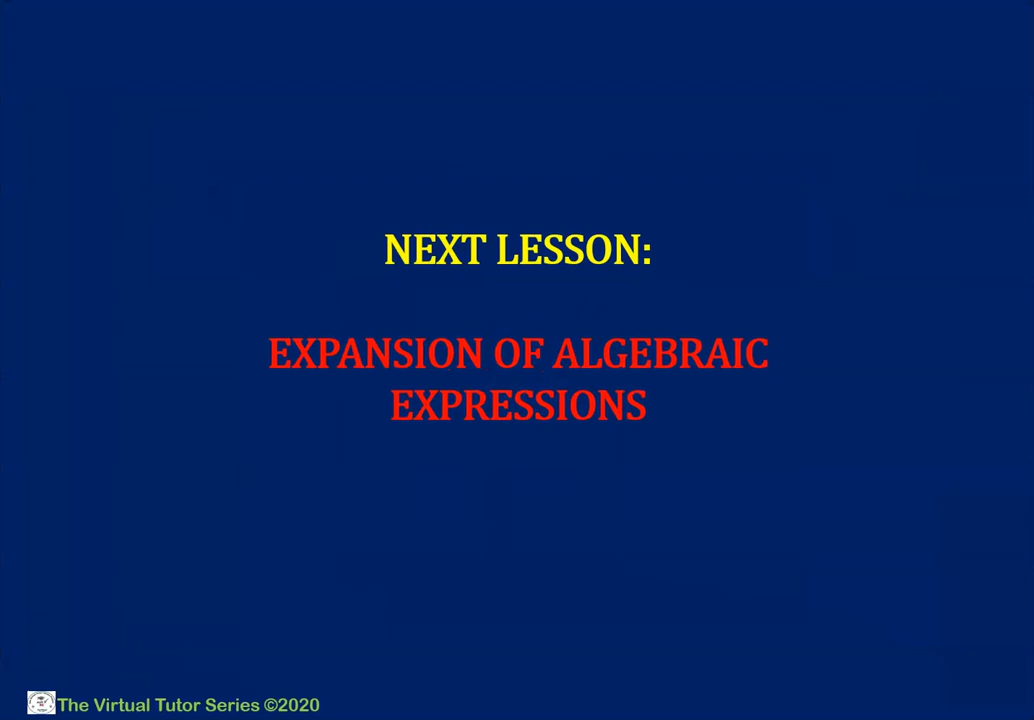 NEXT LESSON:
EXPANSION OF ALGEBRAIC
EXPRESSIONS
The Virtual Tutor Series ©2020